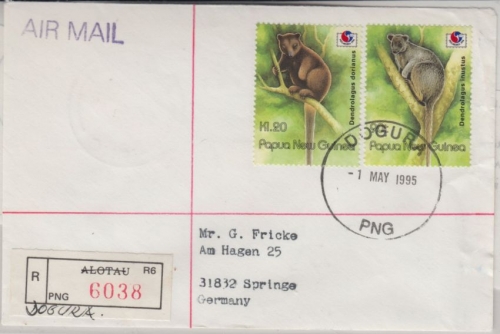 AIR MAIL
Dendrolagus dorianus
K1.20
Papua New Guinea
Dendrolagus inustus
Papua New Guinea
DOGURA
-1 MAY 1995
PNG
Mr. G. Fricke
Am Hagen 25
31832 Springe
Germany
R
ALOTAU R6
PNG 6038
DOGURA.